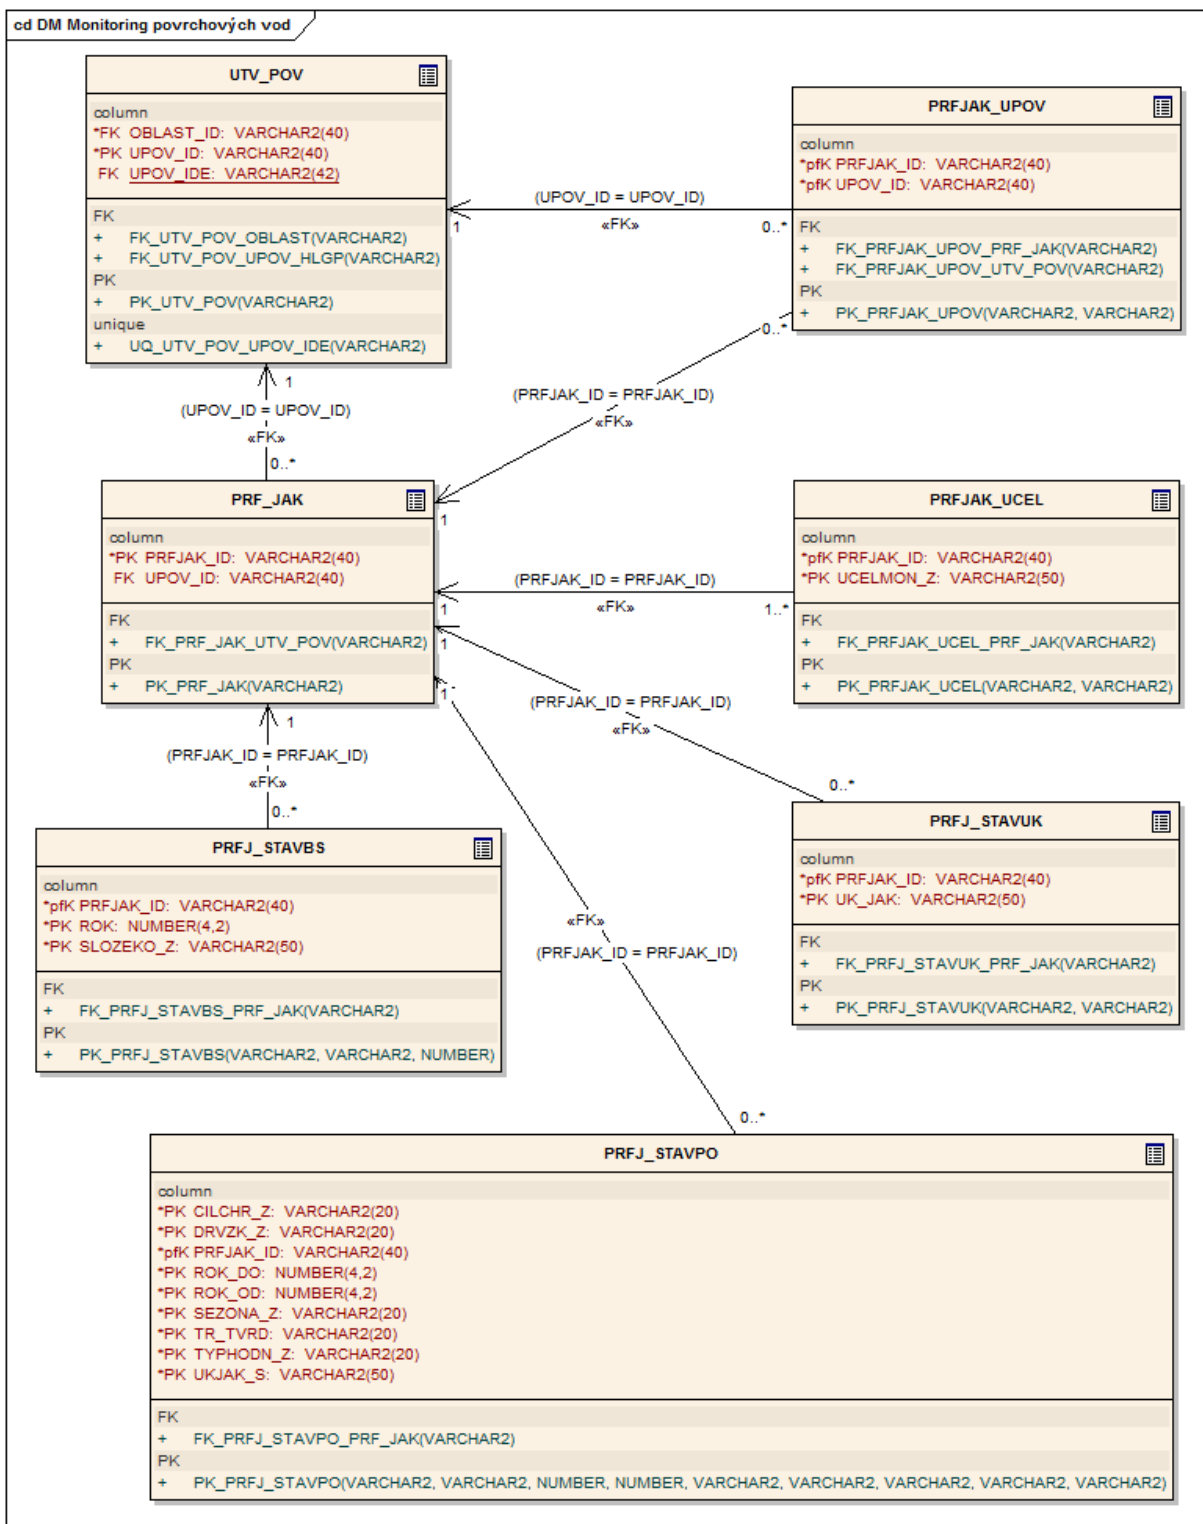 cd DM Monitoring povrchových vod
UTV_POV
column
*FK OBLAST_ID: VARCHAR2(40)
*PK UPOV_ID: VARCHAR2(40)
FK UPOV_IDE: VARCHAR2(42)
FK
+ FK_UTV_POV_OBLAST(VARCHAR2)
+ FK_UTV_POV_UPOV_HLGP(VARCHAR2)
PK
+ PK_UTV_POV(VARCHAR2)
unique
+ UQ_UTV_POV_UPOV_IDE(VARCHAR2)
PRFJAK_UPOV
column
*pfK PRFJAK_ID: VARCHAR2(40)
*pfK UPOV_ID: VARCHAR2(40)
FK
+ FK_PRFJAK_UPOV_PRF_JAK(VARCHAR2)
+ FK_PRFJAK_UPOV_UTV_POV(VARCHAR2)
PK
+ PK_PRFJAK_UPOV(VARCHAR2, VARCHAR2)
(UPOV_ID = UPOV_ID)
1 «FK» 0..*
0..*
(PRFJAK_ID = PRFJAK_ID)
«FK»
1
1
(UPOV_ID = UPOV_ID)
«FK»
0..*
PRF_JAK
column
*PK PRFJAK_ID: VARCHAR2(40)
FK UPOV_ID: VARCHAR2(40)
FK
+ FK_PRF_JAK_UTV_POV(VARCHAR2)
PK
+ PK_PRF_JAK(VARCHAR2)
PRFJAK_UCEL
column
*pfK PRFJAK_ID: VARCHAR2(40)
*PK UCELMON_Z: VARCHAR2(50)
FK
+ FK_PRFJAK_UCEL_PRF_JAK(VARCHAR2)
PK
+ PK_PRFJAK_UCEL(VARCHAR2, VARCHAR2)
(PRFJAK_ID = PRFJAK_ID)
1 «FK» 1..*
1
(PRFJAK_ID = PRFJAK_ID)
«FK»
0..*
1
1
(PRFJAK_ID = PRFJAK_ID)
«FK»
0..*
PRFJ_STAVBS
column
*pfK PRFJAK_ID: VARCHAR2(40)
*PK ROK: NUMBER(4,2)
*PK SLOZEKO_Z: VARCHAR2(50)
FK
+ FK_PRFJ_STAVBS_PRF_JAK(VARCHAR2)
PK
+ PK_PRFJ_STAVBS(VARCHAR2, VARCHAR2, NUMBER)
PRFJ_STAVUK
column
*pfK PRFJAK_ID: VARCHAR2(40)
*PK UK_JAK: VARCHAR2(50)
FK
+ FK_PRFJ_STAVUK_PRF_JAK(VARCHAR2)
PK
+ PK_PRFJ_STAVUK(VARCHAR2, VARCHAR2)
«FK»
(PRFJAK_ID = PRFJAK_ID)
0..*
PRFJ_STAVPO
column
*PK CILCHR_Z: VARCHAR2(20)
*PK DRVZK_Z: VARCHAR2(20)
*pfK PRFJAK_ID: VARCHAR2(40)
*PK ROK_DO: NUMBER(4,2)
*PK ROK_OD: NUMBER(4,2)
*PK SEZONA_Z: VARCHAR2(20)
*PK TR_TVRD: VARCHAR2(20)
*PK TYPHODN_Z: VARCHAR2(20)
*PK UKJAK_S: VARCHAR2(50)
FK
+ FK_PRFJ_STAVPO_PRF_JAK(VARCHAR2)
PK
+ PK_PRFJ_STAVPO(VARCHAR2, VARCHAR2, NUMBER, NUMBER, VARCHAR2, VARCHAR2, VARCHAR2, VARCHAR2, VARCHAR2)